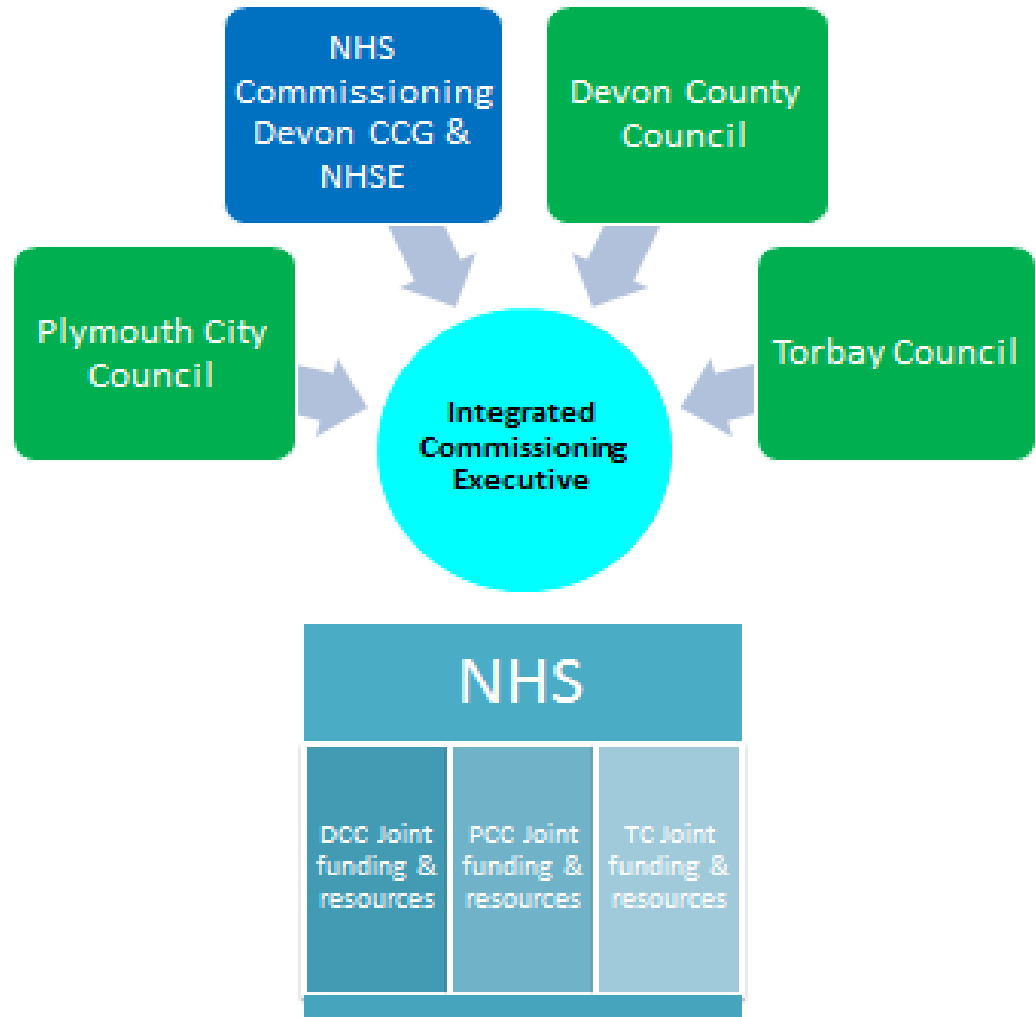 NHS
Commissioning
Devon CCG &
NHSE
Devon County
Council
Plymouth City
Council
Torbay Council
Integrated
Commissioning
Executive
NHS
DCC Joint
funding &
resources
PCC Joint
funding &
resources
TC Joint
funding &
resources